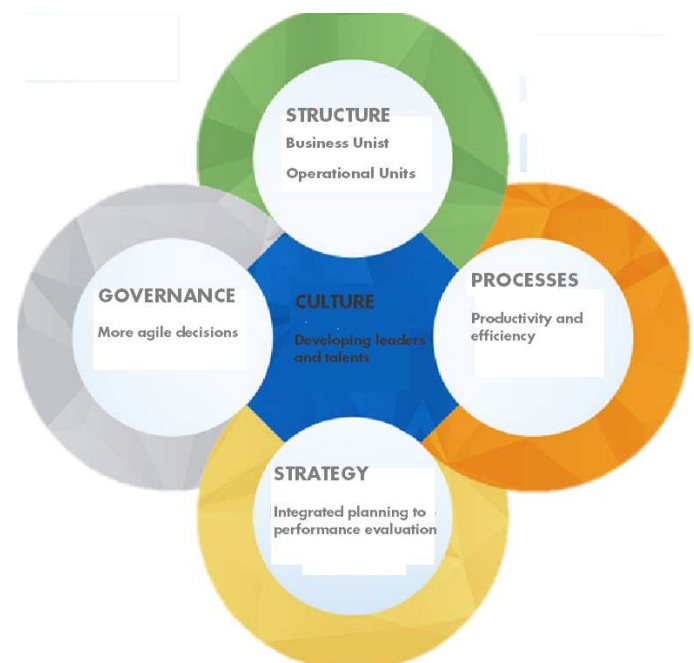 STRUCTURE
Business Unist
Operational Units
GOVERNANCE
More agile decisions
CULTURE
Developing leaders
and talents
PROCESSES
Productivity and
efficiency
STRATEGY
Integrated planning to
performance evaluation